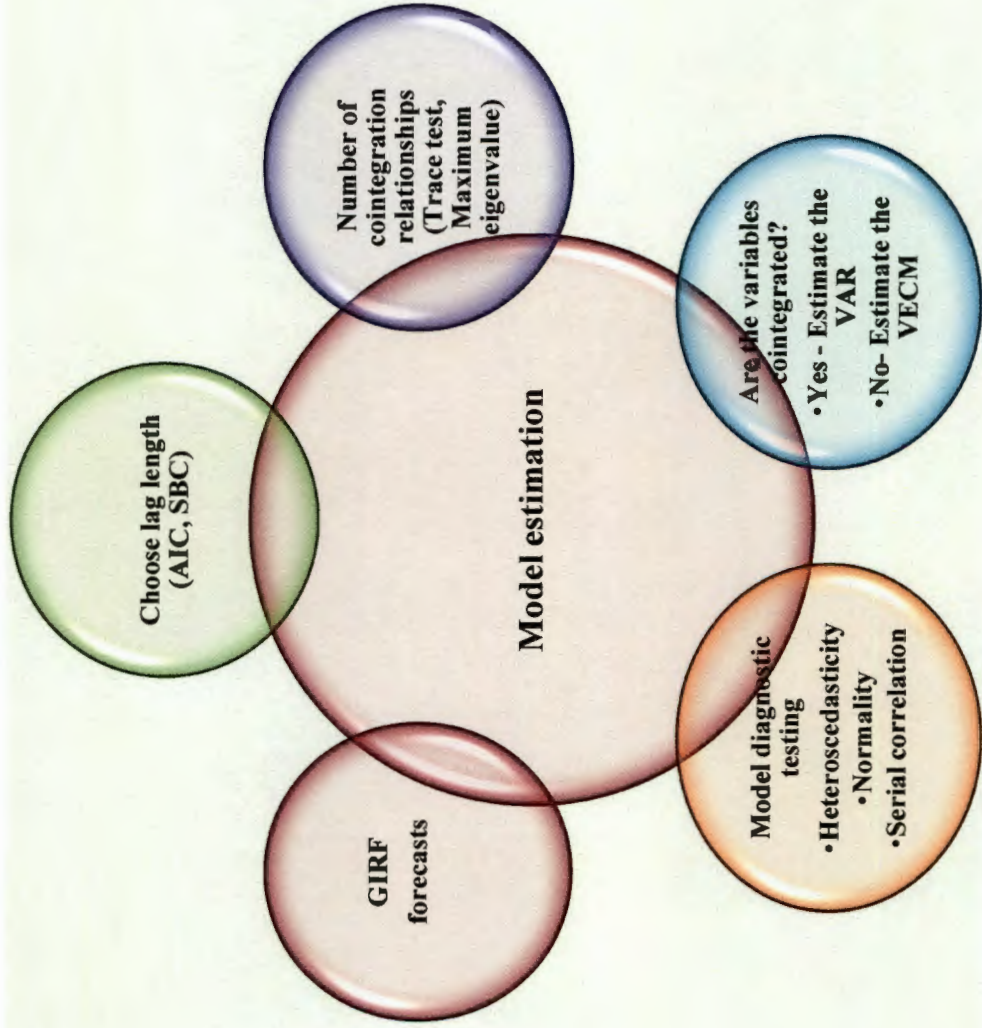 Choose lag length
(AIC, SBC)
Number of
cointegration
relationships
(Trace test,
Maximum
eigenvalue)
Are the variables
cointegrated?
•Yes - Estimate the
VAR
•No- Estimate the
VECM
Model diagnostic
testing
•Heteroscedasticity
•Normality
•Serial correlation
GIRF
forecasts
Model estimation